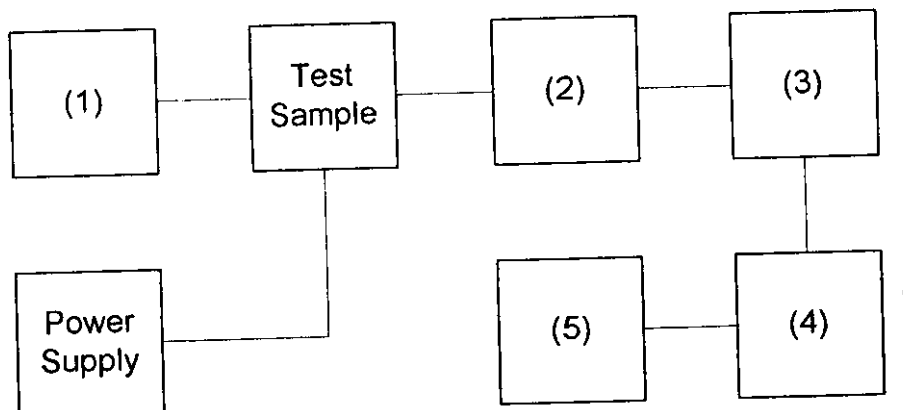 (1)
Test
Sample
(2)
(3)
Power
Supply
(5)
(4)